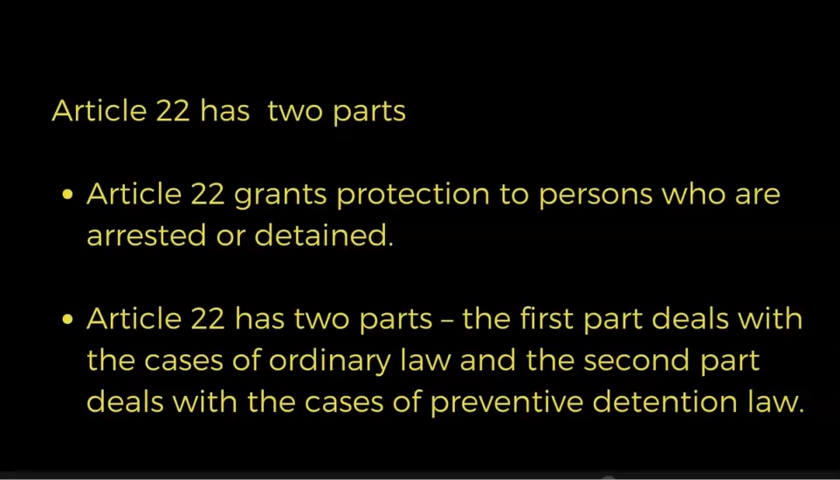 Article 22 has two parts
• Article 22 grants protection to persons who are
arrested or detained.
• Article 22 has two parts – the first part deals with
the cases of ordinary law and the second part
deals with the cases of preventive detention law.